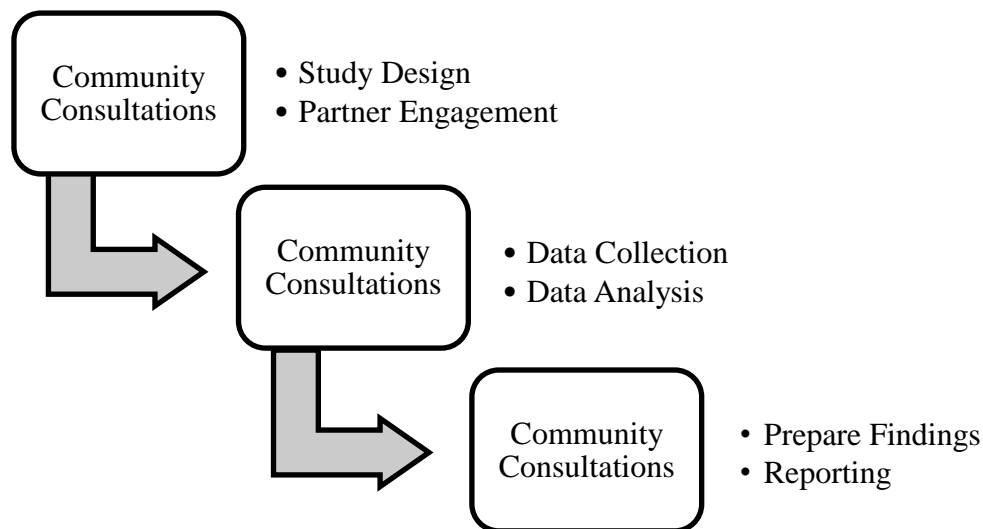 Community
Consultations
• Study Design
• Partner Engagement
Community
Consultations
• Data Collection
• Data Analysis
Community
Consultations
• Prepare Findings
• Reporting